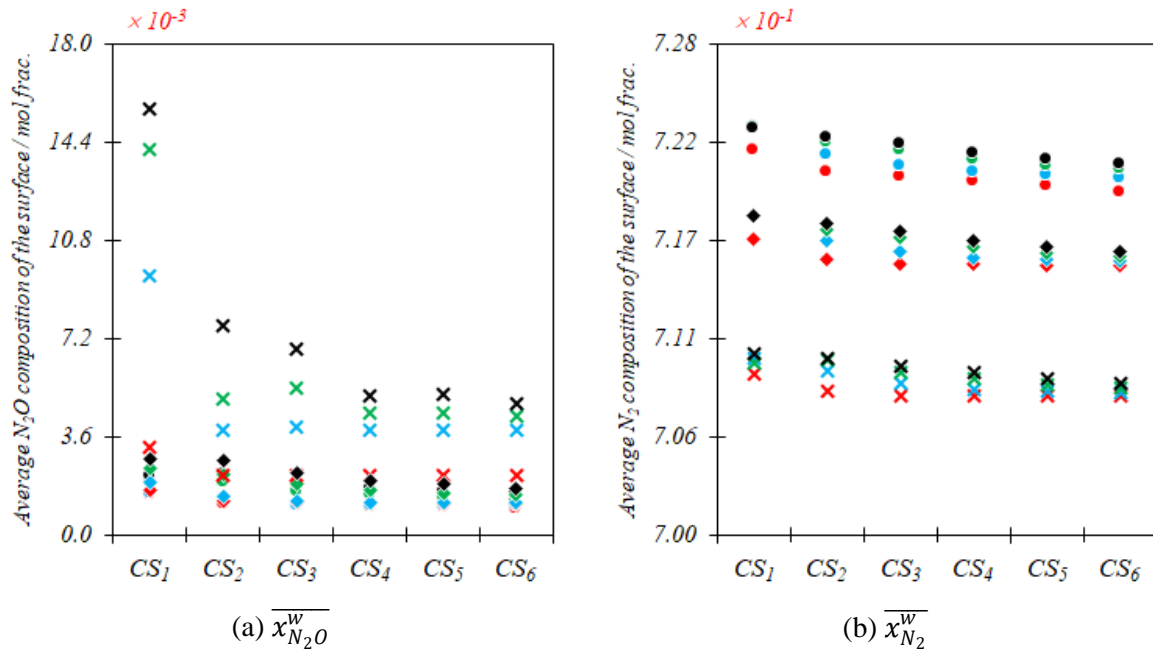 × 10⁻³
18.0
14.4
10.8
7.2
3.6
0.0
Average N₂O composition of the surface / mol frac.
CS₁ CS₂ CS₃ CS₄ CS₅ CS₆
(a) x̅ʷ_N₂O
× 10⁻¹
7.28
7.22
7.17
7.11
7.06
7.00
Average N₂ composition of the surface / mol frac.
CS₁ CS₂ CS₃ CS₄ CS₅ CS₆
(b) x̅ʷ_N₂